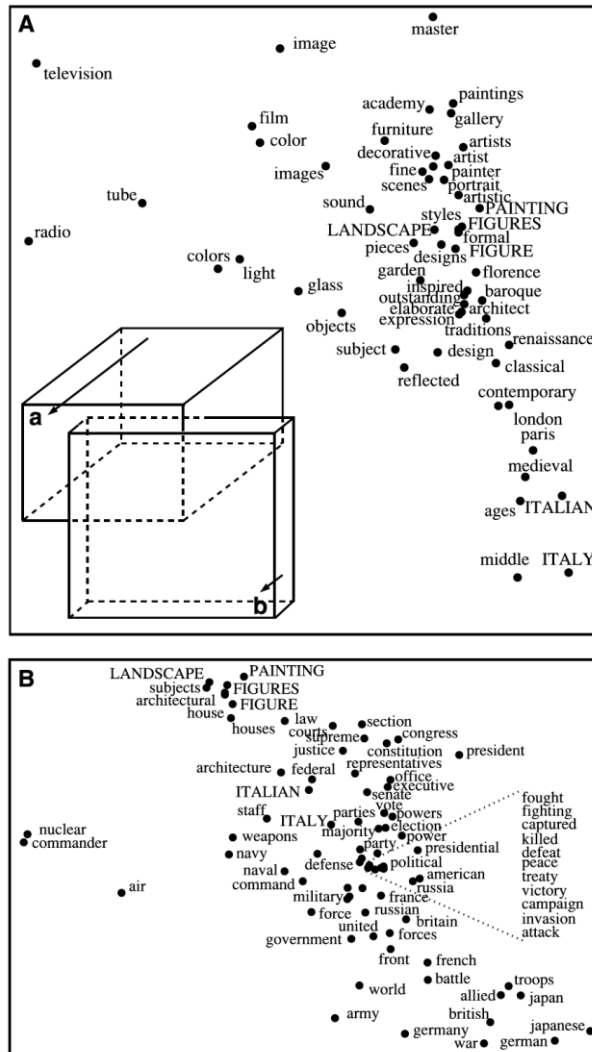 A
master
image
television
paintings
academy
gallery
film
furniture
color
artists
decorative
artist
images
fine
painter
scenes
portrait
artistic
tube
sound
PAINTING
styles
FIGURES
LANDSCAPE
formal
radio
pieces
designs
FIGURE
colors
light
garden
florence
glass
inspired
baroque
outstanding
elaborate
architect
objects
expression
traditions
renaissance
subject
design
classical
reflected
a
contemporary
london
paris
medieval
ages
ITALIAN
middle
ITALY
b
B
LANDSCAPE
PAINTING
subjects
FIGURES
architectural
FIGURE
house
houses
law
section
courts
supreme
congress
justice
constitution
president
representatives
architecture
federal
office
executive
ITALIAN
senate
vote
staff
parties
powers
ITALY
election
majority
power
nuclear
commander
weapons
party
presidential
navy
defense
political
naval
american
command
russia
air
military
france
force
russian
united
britain
government
forces
front
french
battle
troops
world
allied
japan
army
british
germany
japanese
war
german
fought
fighting
captured
killed
defeat
peace
treaty
victory
campaign
invasion
attack